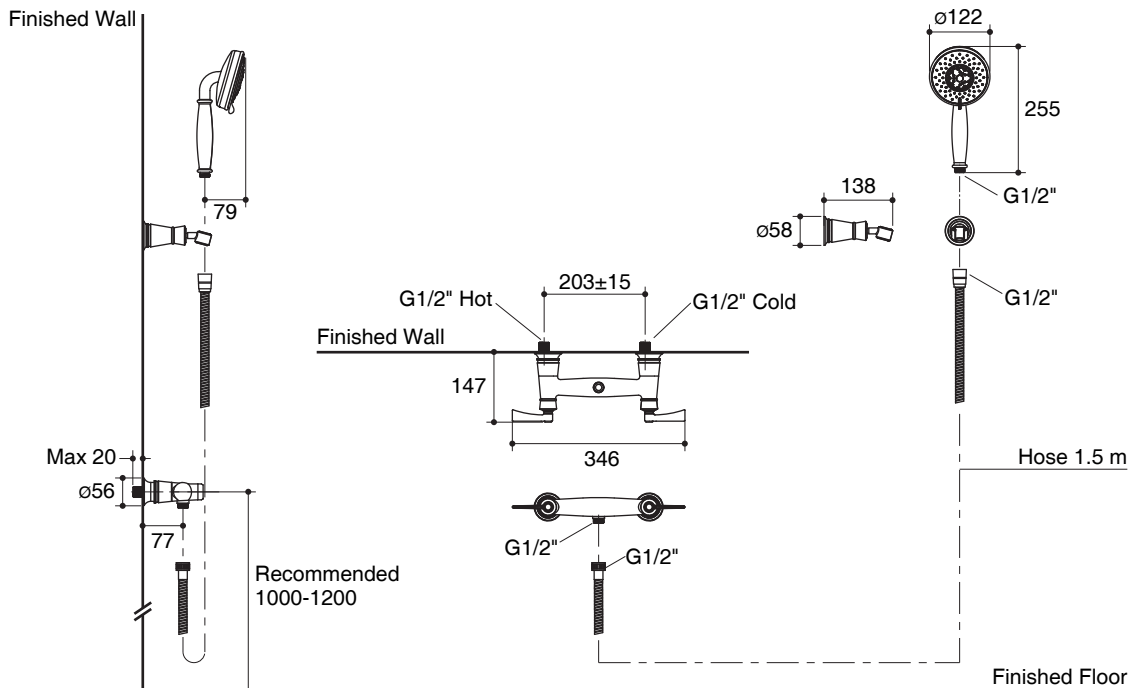 Finished Wall
ø122
255
G1/2"
79
138
ø58
G1/2"
203±15
G1/2" Hot
G1/2" Cold
Finished Wall
147
346
Max 20
ø56
77
Hose 1.5 m
G1/2"
G1/2"
Recommended
1000-1200
Finished Floor